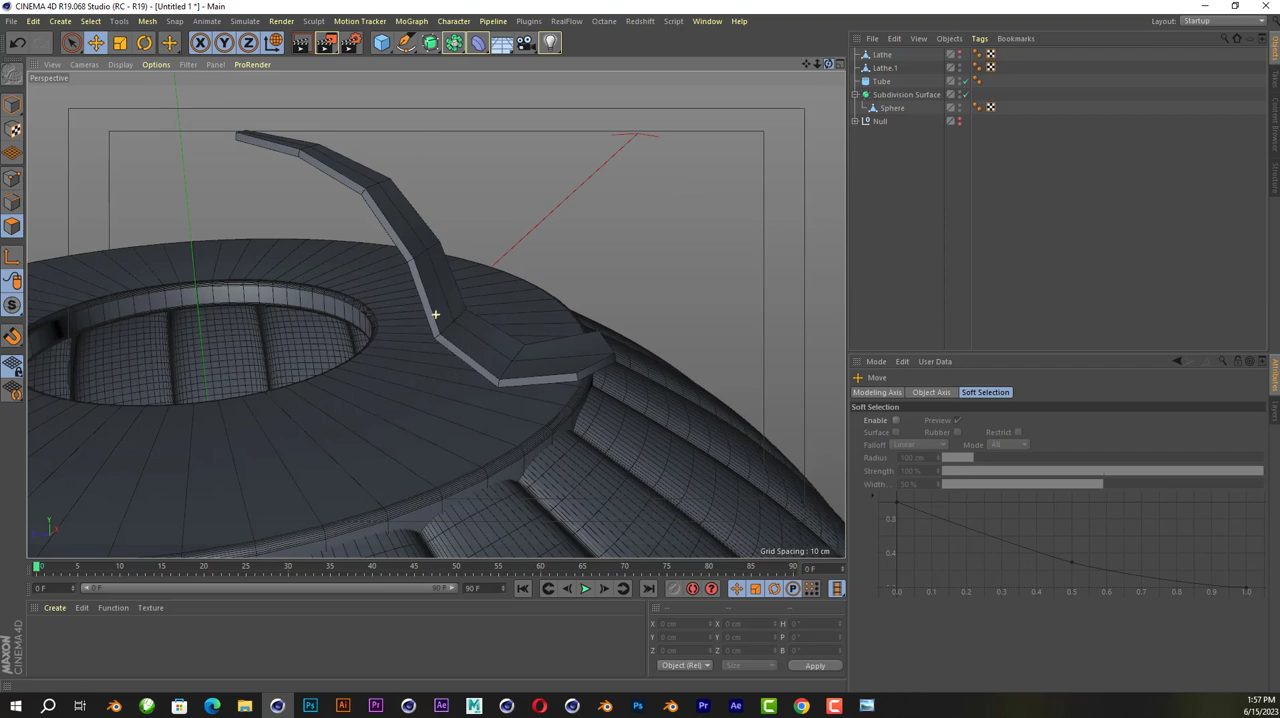 CINEMA 4D R19.068 Studio (RC - R19) - [Untitled 1 *] - Main
File Edit Create Select Tools Mesh Snap Animate Simulate Render Sculpt Motion Tracker MoGraph Character Pipeline Plugins RealFlow Octane Redshift Script Window Help
Layout: Startup
File Edit View Objects Tags Bookmarks
View Cameras Display Options Filter Panel ProRender
Perspective
Lathe
Lathe.1
Tube
Subdivision Surface
Sphere
Null
Objects
Takes
Content Browser
Structure
Mode Edit User Data
Move
Modeling Axis Object Axis Soft Selection
Soft Selection
Enable Preview
Surface Rubber Restrict
Falloff Linear Mode All
Radius 100 cm
Strength 100 %
Width.. 50 %
0.8
0.4
0.0 0.1 0.2 0.3 0.4 0.5 0.6 0.7 0.8 0.9 1.0
Attributes
Y
X
Grid Spacing : 10 cm
0 5 10 15 20 25 30 35 40 45 50 55 60 65 70 75 80 85 90 0 F
0 F 0 F 90 F 90 F
Create Edit Function Texture
-- -- --
X 0 cm X 0 cm H 0 °
Y 0 cm Y 0 cm P 0 °
Z 0 cm Z 0 cm B 0 °
Object (Rel) Size Apply
MAXON
CINEMA 4D
1:57 PM
6/15/2023